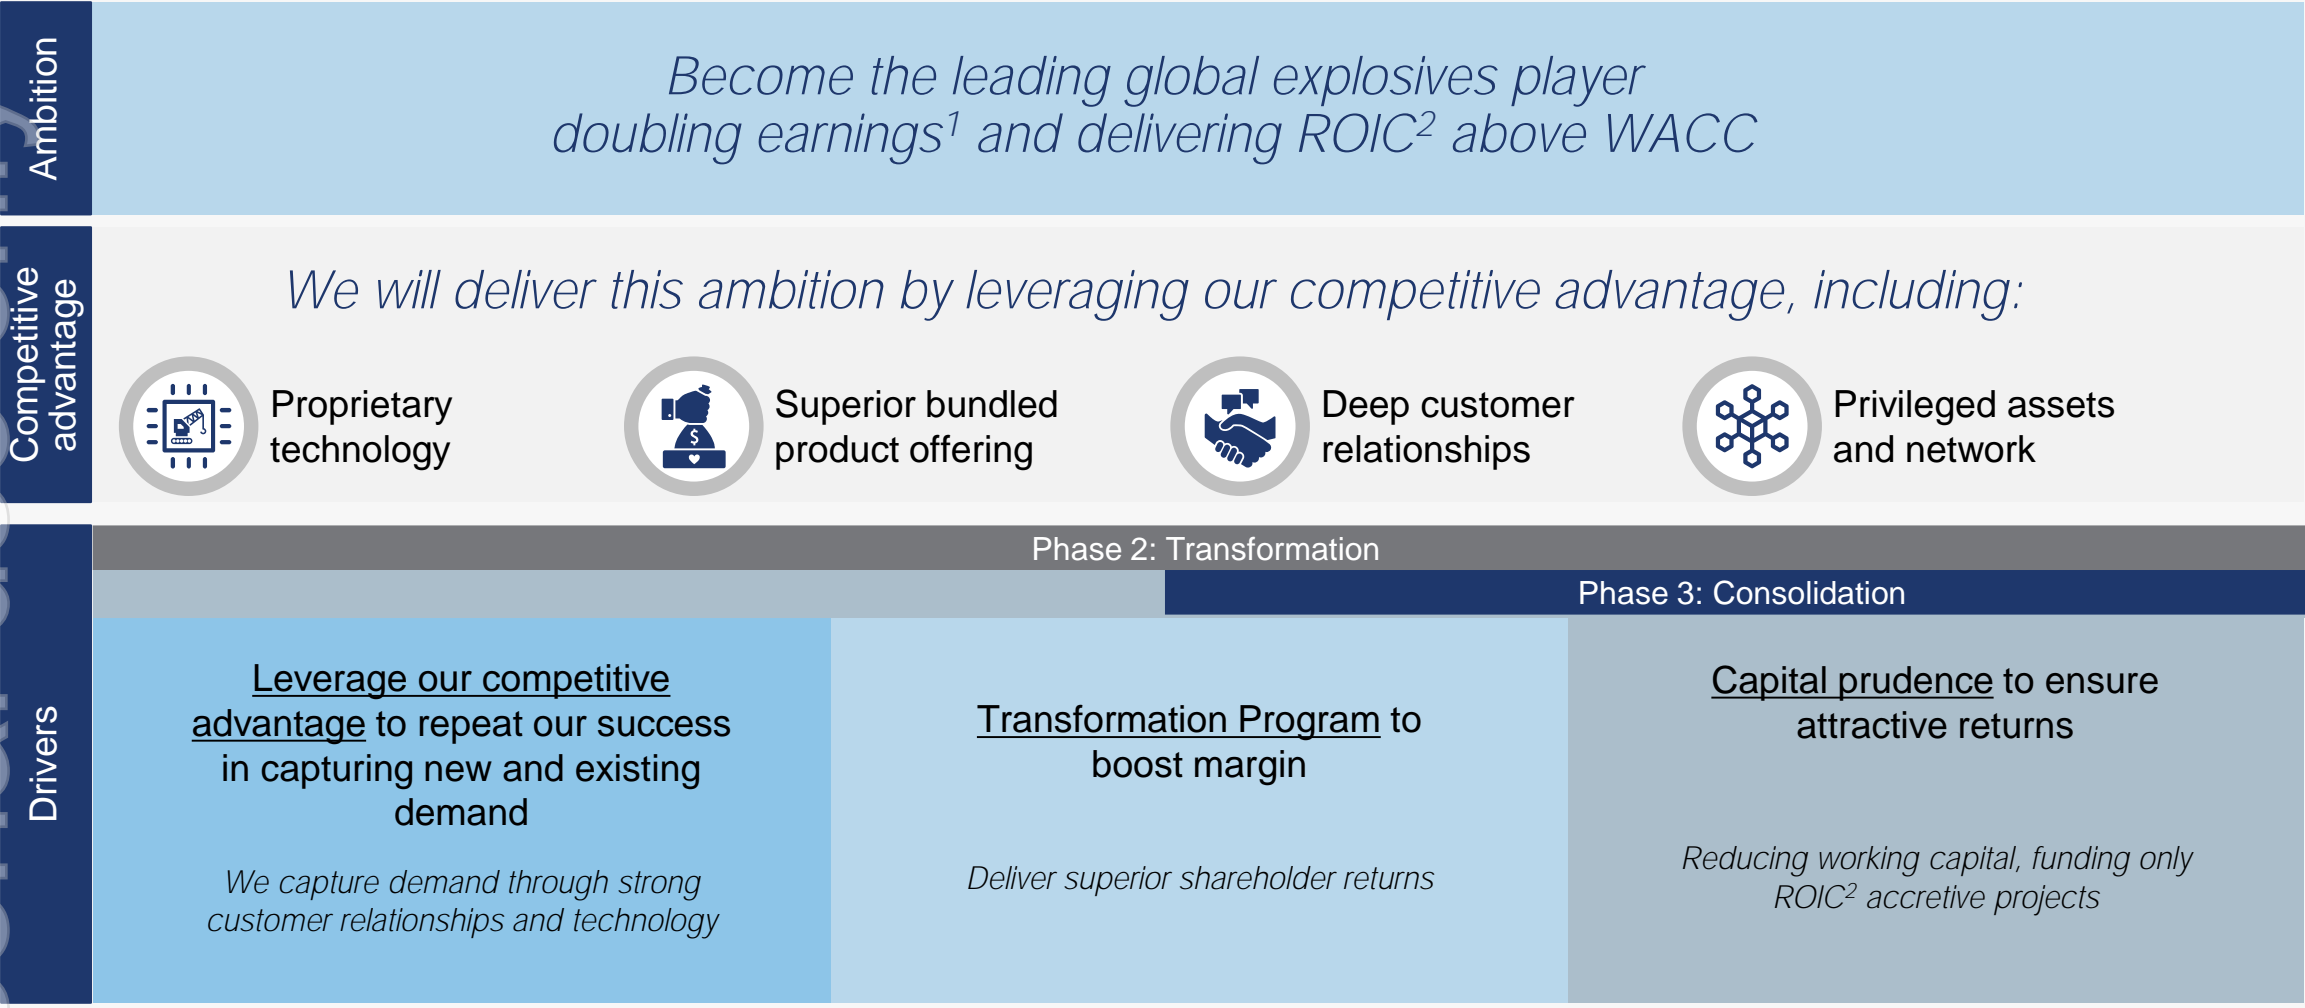 Ambition
Become the leading global explosives player
doubling earnings¹ and delivering ROIC² above WACC
Competitive
advantage
We will deliver this ambition by leveraging our competitive advantage, including:
Proprietary
technology
$
Superior bundled
product offering
Deep customer
relationships
Privileged assets
and network
Drivers
Phase 2: Transformation
Phase 3: Consolidation
Leverage our competitive
advantage to repeat our success
in capturing new and existing
demand
We capture demand through strong
customer relationships and technology
Transformation Program to
boost margin
Deliver superior shareholder returns
Capital prudence to ensure
attractive returns
Reducing working capital, funding only
ROIC² accretive projects